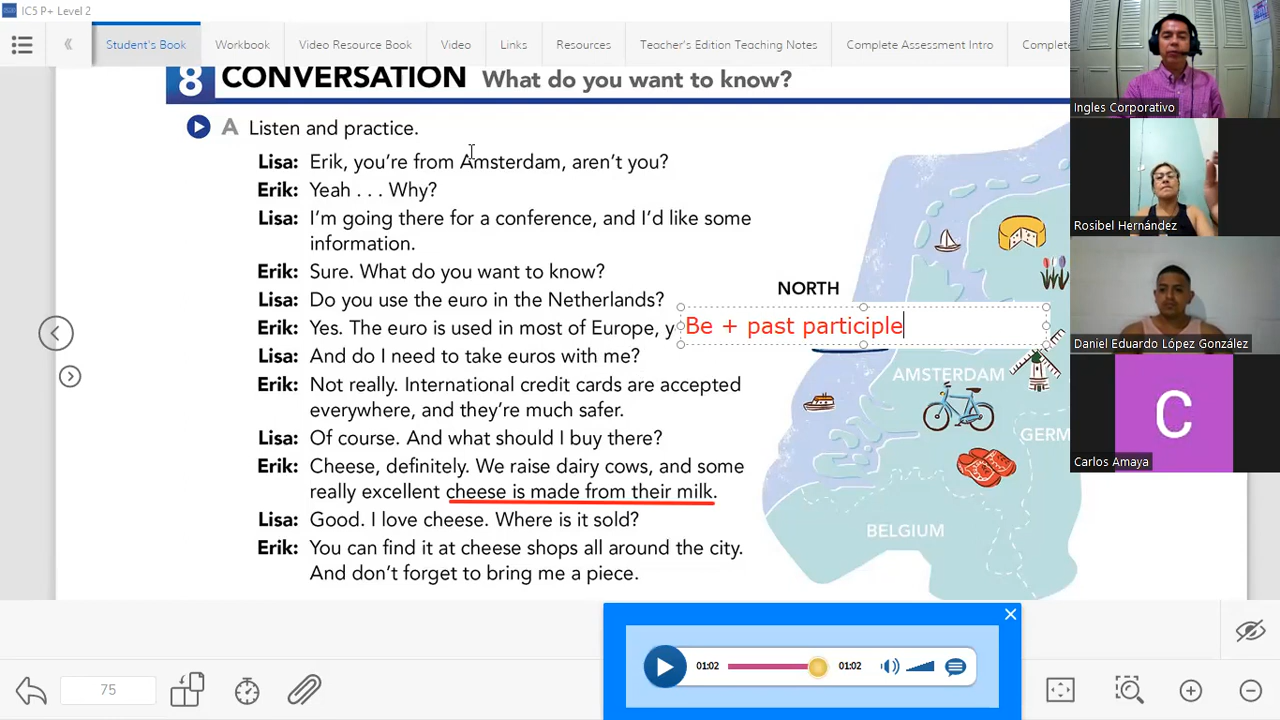 IC5 P+ Level 2
Student's Book
Workbook
Video Resource Book
Video
Links
Resources
Teacher's Edition Teaching Notes
Complete
Intro
Complete
8 CONVERSATION What do you want to know?
A Listen and practice.
Lisa: Erik, you're from Amsterdam, aren't you?
Erik: Yeah . . . Why?
Lisa: I'm going there for a conference, and I'd like some
information.
Erik: Sure. What do you want to know?
Lisa: Do you use the euro in the Netherlands?
Erik: Yes. The euro is used in most of Europe, y
Be + past participle
Lisa: And do I need to take euros with me?
Erik: Not really. International credit cards are accepted
everywhere, and they're much safer.
Lisa: Of course. And what should I buy there?
Erik: Cheese, definitely. We raise dairy cows, and some
really excellent cheese is made from their milk.
Lisa: Good. I love cheese. Where is it sold?
Erik: You can find it at cheese shops all around the city.
And don't forget to bring me a piece.
NORTH
AMSTERDAM
GERM
BELGIUM
Ingles Corporativo
Rosibel Hernández
Daniel Eduardo López González
C
Carlos Amaya
01:02
01:02
75